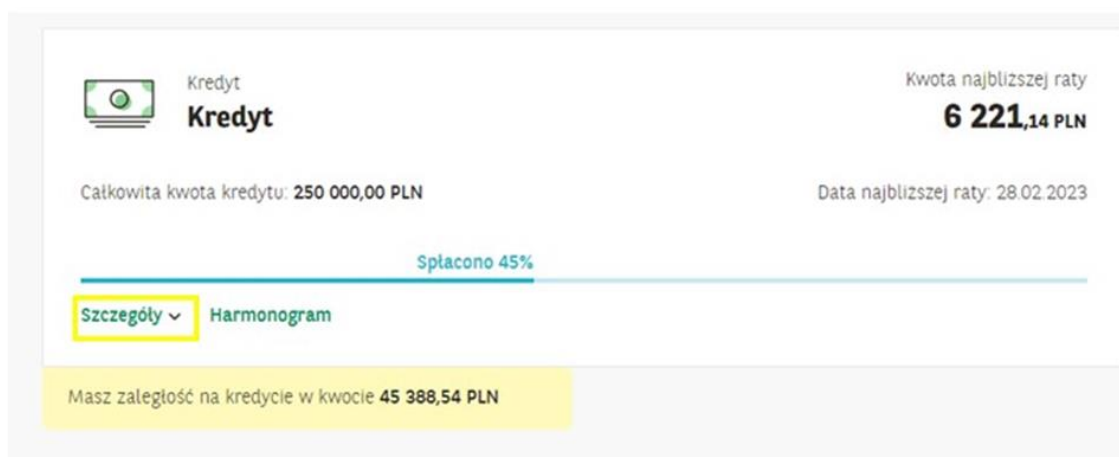 Kredyt
Kredyt
Kwota najbliższej raty
6 221,14 PLN
Całkowita kwota kredytu: 250 000,00 PLN
Data najbliższej raty: 28.02.2023
Spłacono 45%
Szczegóły Harmonogram
Masz zaległość na kredycie w kwocie 45 388,54 PLN